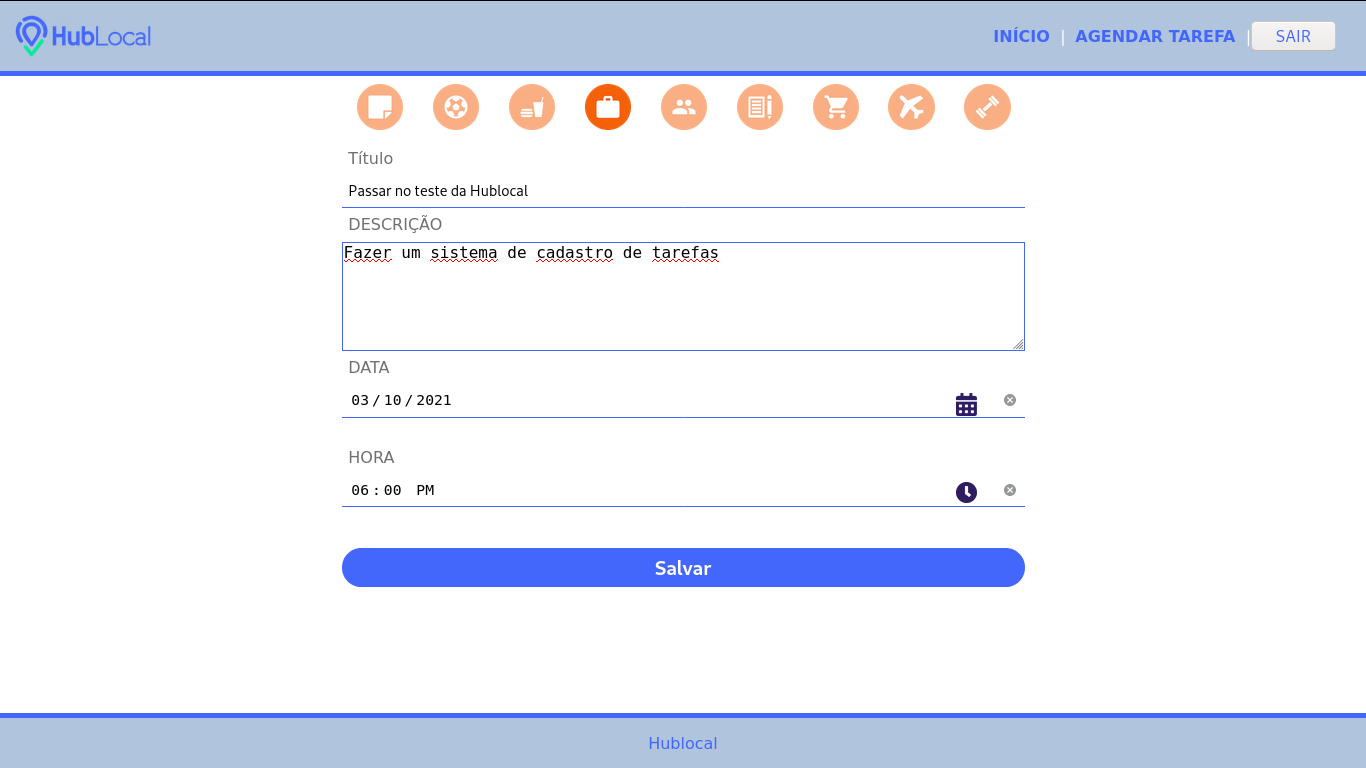 HubLocal
INÍCIO | AGENDAR TAREFA | SAIR
Título
Passar no teste da Hublocal
DESCRIÇÃO
Fazer um sistema de cadastro de tarefas
DATA
03/10/2021
HORA
06:00 PM
Salvar
Hublocal